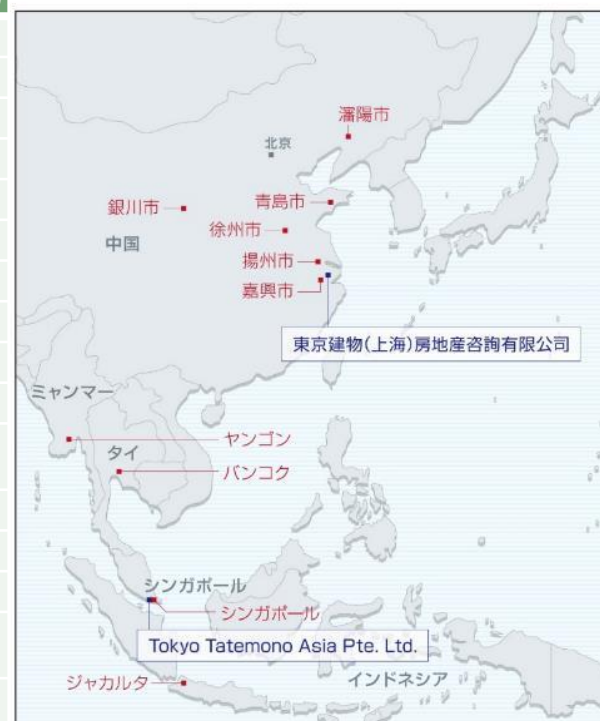 瀋陽市
北京
青島市
銀川市
徐州市
中国
揚州市
嘉興市
東京建物(上海)房地産咨詢有限公司
ミャンマー
ヤンゴン
タイ
バンコク
シンガポール
シンガポール
Tokyo Tatemono Asia Pte. Ltd.
インドネシア
ジャカルタ